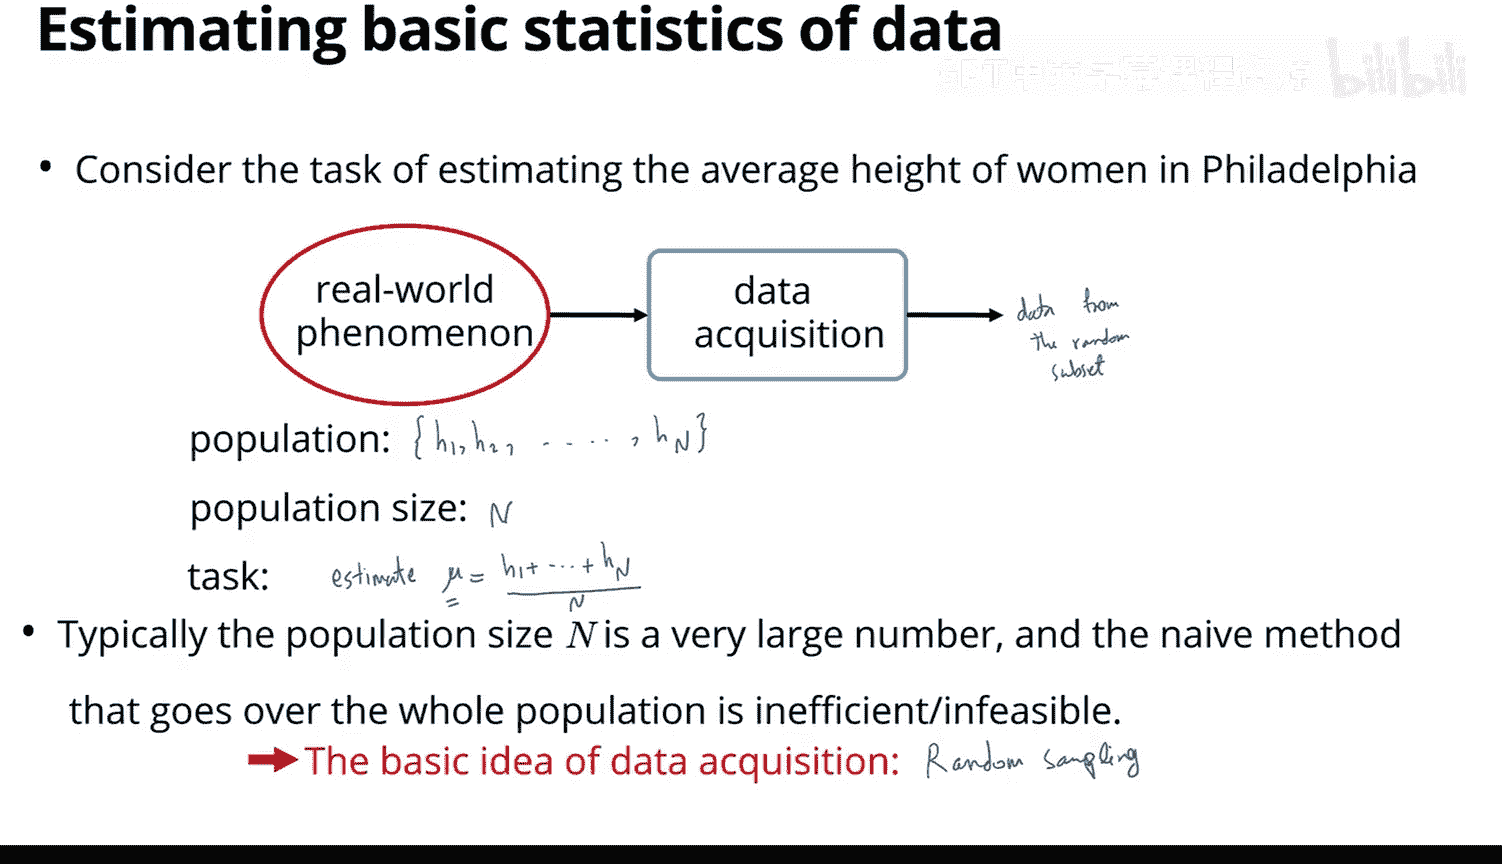 Estimating basic statistics of data
bilibili
• Consider the task of estimating the average height of women in Philadelphia
real-world
phenomenon
data
acquisition
data from
the random
subset
population: {h₁, h₂, ....., h_N}
population size: N
task: estimate μ = (h₁ + ··· + h_N) / N
• Typically the population size N is a very large number, and the naive method
that goes over the whole population is inefficient/infeasible.
➡ The basic idea of data acquisition: Random sampling